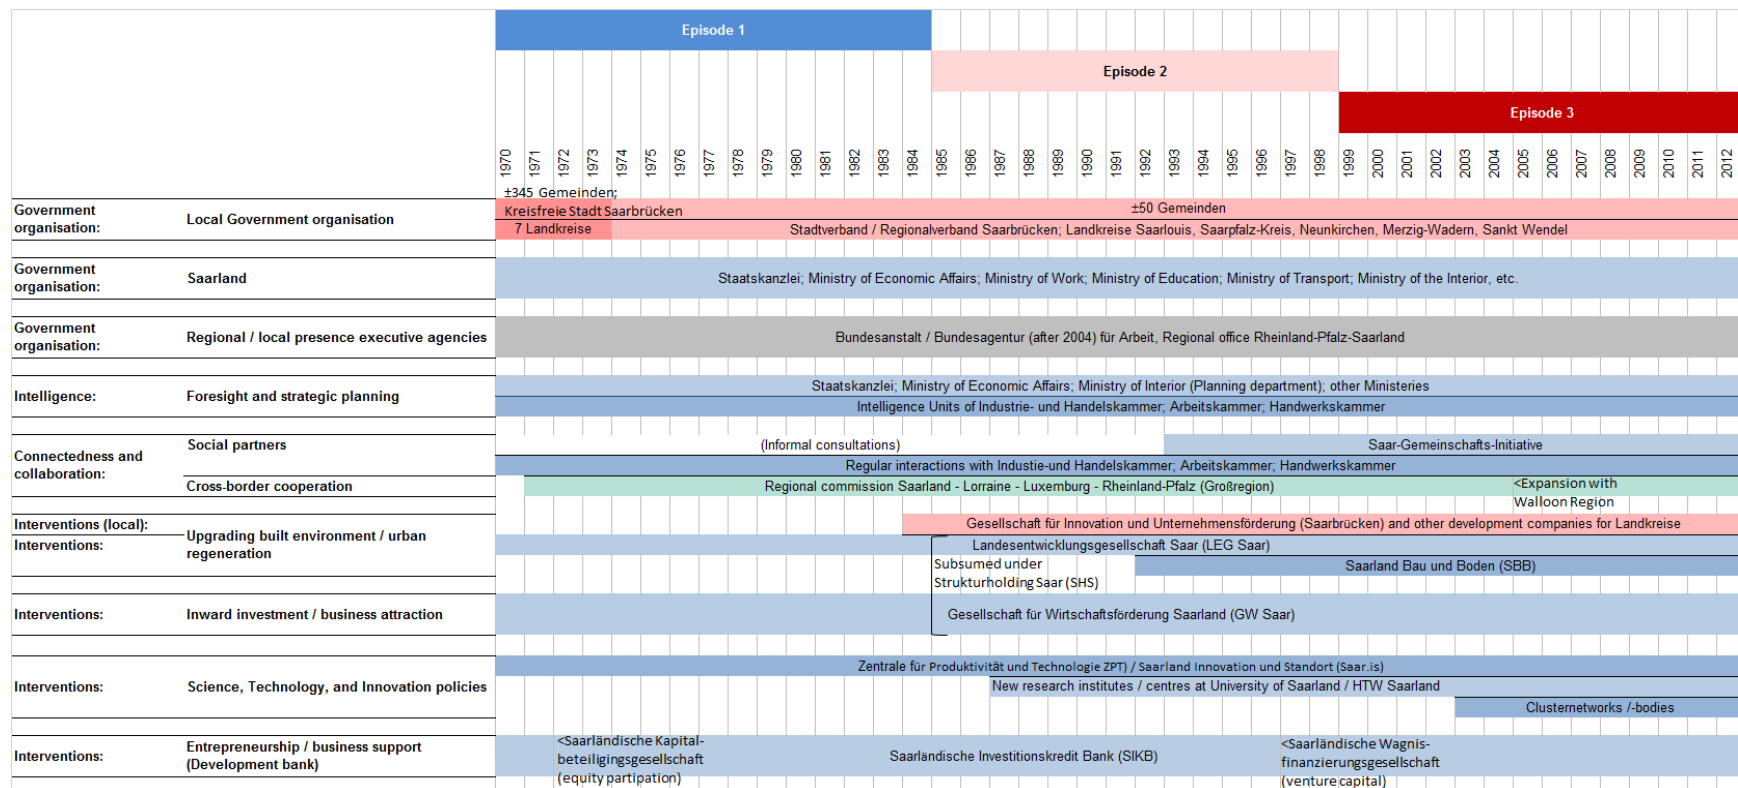 Episode 1
Episode 2
Episode 3
1970 1971 1972 1973 1974 1975 1976 1977 1978 1979 1980 1981 1982 1983 1984 1985 1986 1987 1988 1989 1990 1991 1992 1993 1994 1995 1996 1997 1998 1999 2000 2001 2002 2003 2004 2005 2006 2007 2008 2009 2010 2011 2012
Government
organisation:
Local Government organisation
±345 Gemeinden;
Kreisfreie Stadt Saarbrücken
7 Landkreise
±50 Gemeinden
Stadtverband / Regionalverband Saarbrücken; Landkreise Saarlouis, Saarpfalz-Kreis, Neunkirchen, Merzig-Wadern, Sankt Wendel
Government
organisation:
Saarland
Staatskanzlei; Ministry of Economic Affairs; Ministry of Work; Ministry of Education; Ministry of Transport; Ministry of the Interior, etc.
Government
organisation:
Regional / local presence executive agencies
Bundesanstalt / Bundesagentur (after 2004) für Arbeit, Regional office Rheinland-Pfalz-Saarland
Intelligence:
Foresight and strategic planning
Staatskanzlei; Ministry of Economic Affairs; Ministry of Interior (Planning department); other Ministeries
Intelligence Units of Industrie- und Handelskammer; Arbeitskammer; Handwerkskammer
Connectedness and
collaboration:
Social partners
(Informal consultations)
Saar-Gemeinschafts-Initiative
Regular interactions with Industie-und Handelskammer; Arbeitskammer; Handwerkskammer
Cross-border cooperation
Regional commission Saarland - Lorraine - Luxemburg - Rheinland-Pfalz (Großregion)
<Expansion with
Walloon Region
Interventions (local):
Upgrading built environment / urban
regeneration
Gesellschaft für Innovation und Unternehmensförderung (Saarbrücken) and other development companies for Landkreise
Interventions:
Landesentwicklungsgesellschaft Saar (LEG Saar)
Subsumed under
Strukturholding Saar (SHS)
Saarland Bau und Boden (SBB)
Interventions:
Inward investment / business attraction
Gesellschaft für Wirtschaftsförderung Saarland (GW Saar)
Interventions:
Science, Technology, and Innovation policies
Zentrale für Produktivität und Technologie ZPT) / Saarland Innovation und Standort (Saar.is)
New research institutes / centres at University of Saarland / HTW Saarland
Clusternetworks /-bodies
Interventions:
Entrepreneurship / business support
(Development bank)
<Saarländische Kapital-
beteiligingsgesellschaft
(equity partipation)
Saarländische Investitionskredit Bank (SIKB)
<Saarländische Wagnis-
finanzierungsgesellschaft
(venture capital)